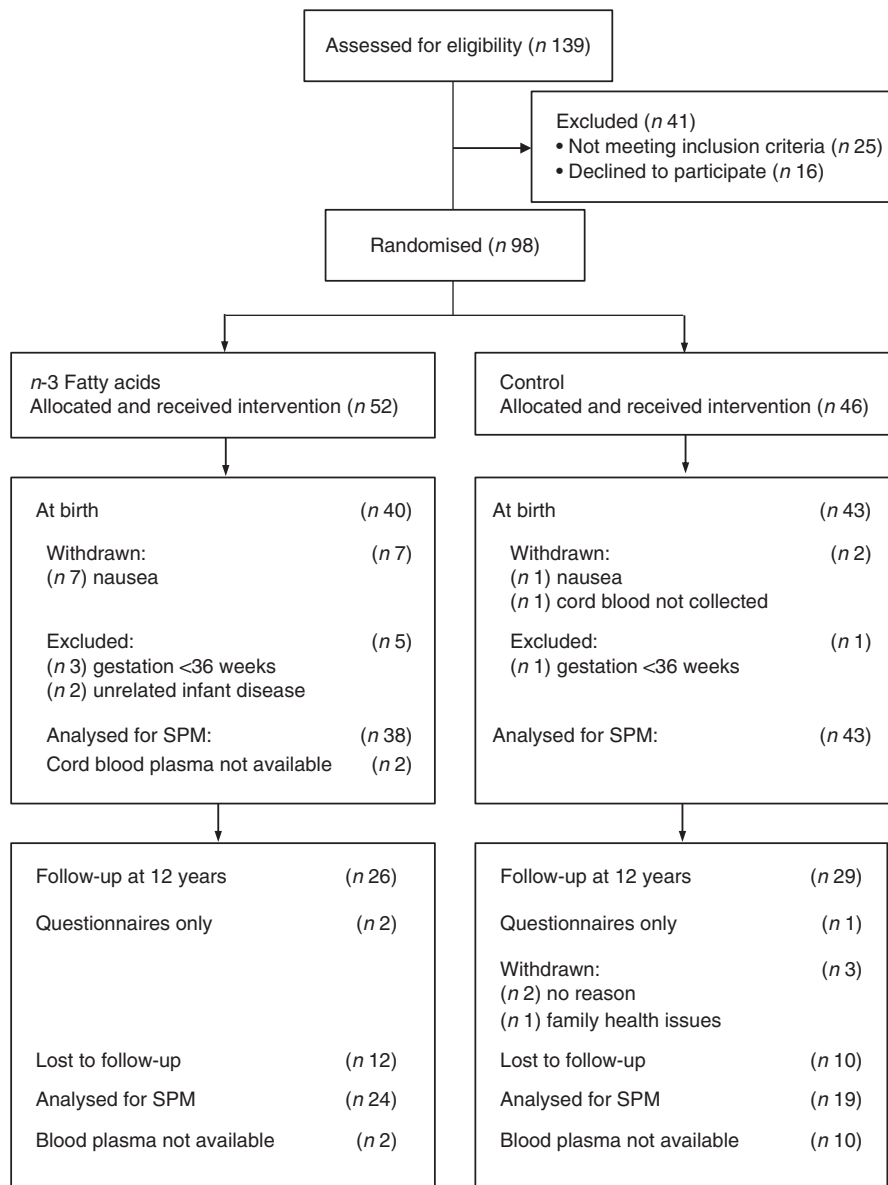 Assessed for eligibility (n 139)
Excluded (n 41)
• Not meeting inclusion criteria (n 25)
• Declined to participate (n 16)
Randomised (n 98)
n-3 Fatty acids
Allocated and received intervention (n 52)
Control
Allocated and received intervention (n 46)
At birth (n 40)
Withdrawn: (n 7)
(n 7) nausea
Excluded: (n 5)
(n 3) gestation <36 weeks
(n 2) unrelated infant disease
Analysed for SPM: (n 38)
Cord blood plasma not available (n 2)
At birth (n 43)
Withdrawn: (n 2)
(n 1) nausea
(n 1) cord blood not collected
Excluded: (n 1)
(n 1) gestation <36 weeks
Analysed for SPM: (n 43)
Follow-up at 12 years (n 26)
Questionnaires only (n 2)
Lost to follow-up (n 12)
Analysed for SPM (n 24)
Blood plasma not available (n 2)
Follow-up at 12 years (n 29)
Questionnaires only (n 1)
Withdrawn: (n 3)
(n 2) no reason
(n 1) family health issues
Lost to follow-up (n 10)
Analysed for SPM (n 19)
Blood plasma not available (n 10)